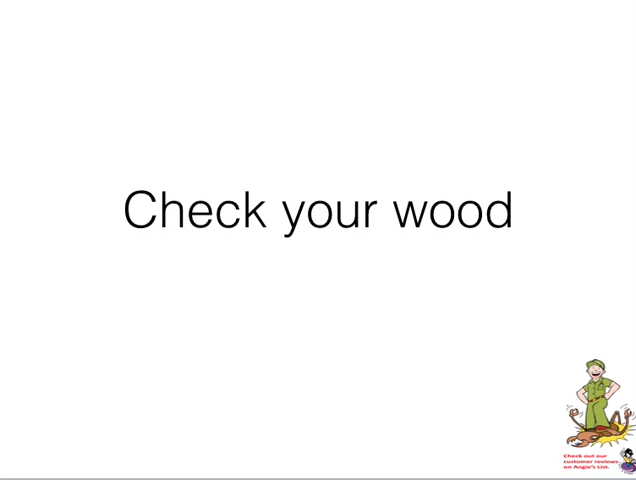 Check your wood
Check out our
customer reviews
on Angie's List.